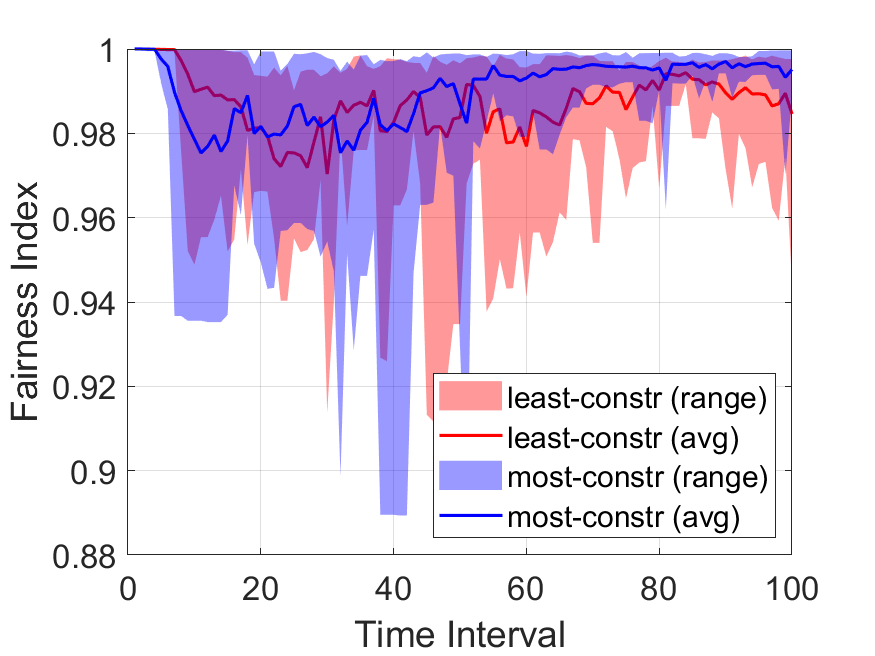 1
0.98
0.96
0.94
0.92
0.9
0.88
Fairness Index
0
20
40
60
80
100
Time Interval
least-constr (range)
least-constr (avg)
most-constr (range)
most-constr (avg)